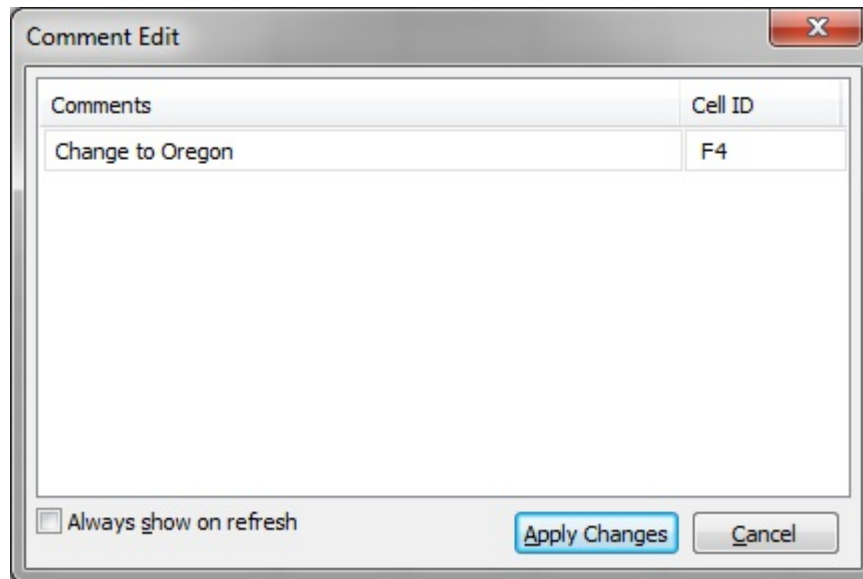 Comment Edit
Comments Cell ID
Change to Oregon F4
Always show on refresh Apply Changes Cancel